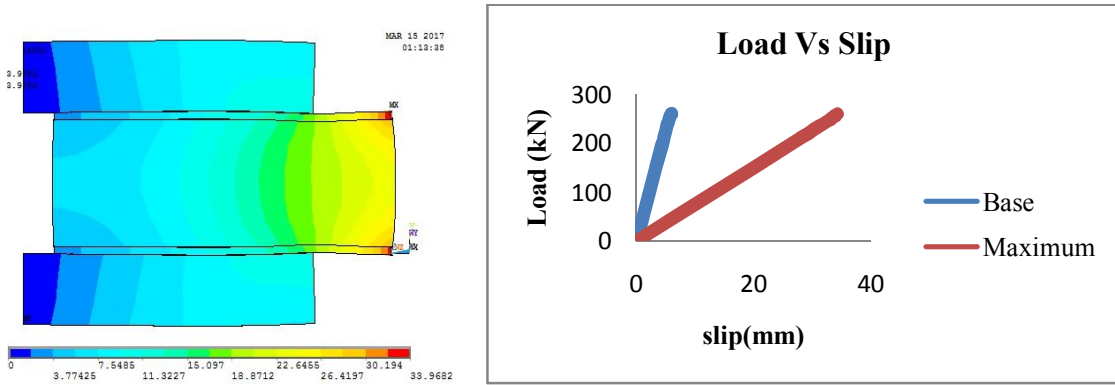 MAR 15 2017
01:13:38
MX
0
7.5485
15.097
22.6455
30.194
3.77425
11.3227
18.8712
26.4197
33.9682
Load Vs Slip
300
200
100
0
Load (kN)
0
20
40
slip(mm)
Base
Maximum